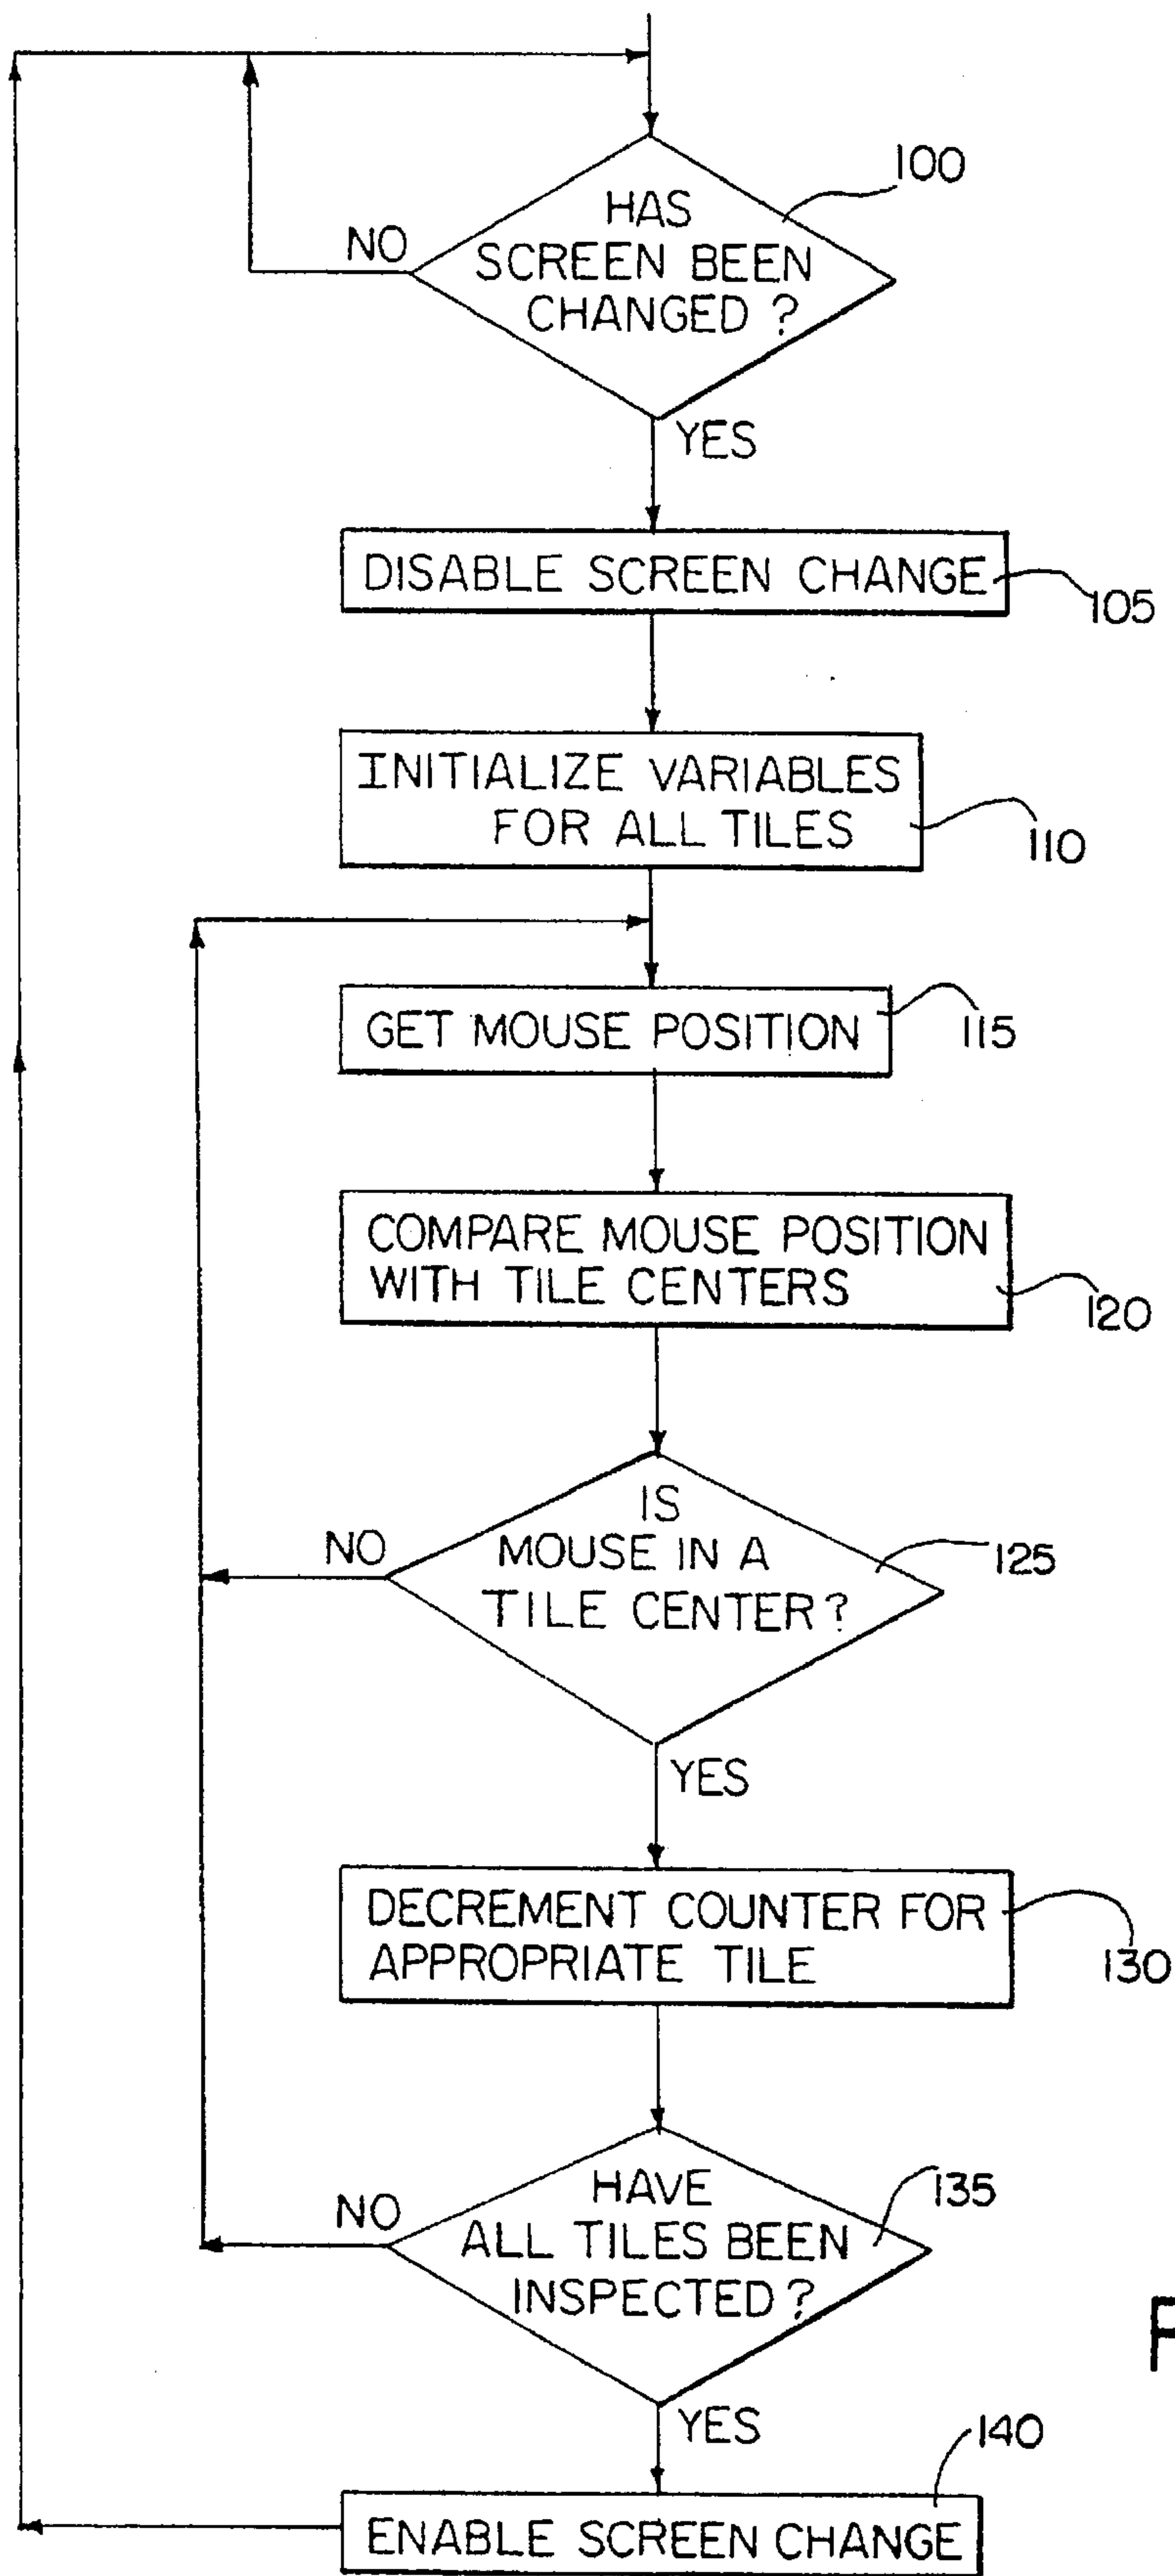 100
HAS
NO
SCREEN BEEN
CHANGED ?
YES
DISABLE SCREEN CHANGE
105
INITIALIZE VARIABLES
FOR ALL TILES
110
GET MOUSE POSITION
115
COMPARE MOUSE POSITION
WITH TILE CENTERS
120
IS
NO
MOUSE IN A
125
TILE CENTER?
YES
DECREMENT COUNTER FOR
APPROPRIATE TILE
130
HAVE
135
NO
ALL TILES BEEN
INSPECTED?
YES
140
ENABLE SCREEN CHANGE